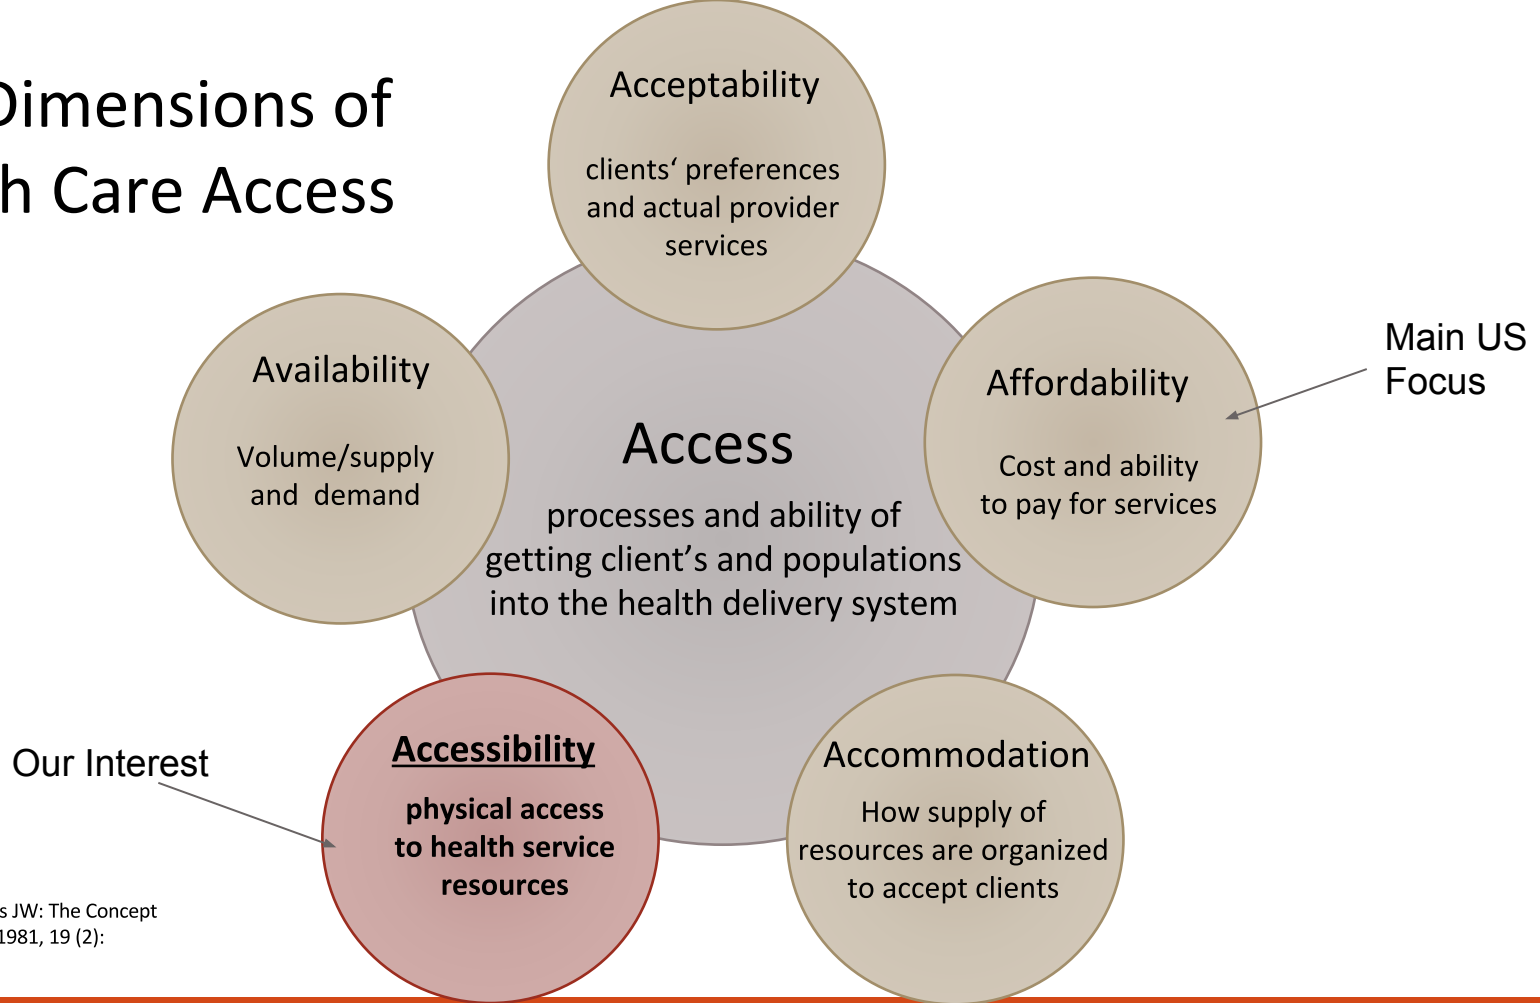 Dimensions of
h Care Access
Acceptability
clients‘ preferences
and actual provider
services
Availability
Volume/supply
and demand
Access
processes and ability of
getting client’s and populations
into the health delivery system
Affordability
Cost and ability
to pay for services
Main US
Focus
Our Interest
Accessibility
physical access
to health service
resources
Accommodation
How supply of
resources are organized
to accept clients
s JW: The Concept
1981, 19 (2):